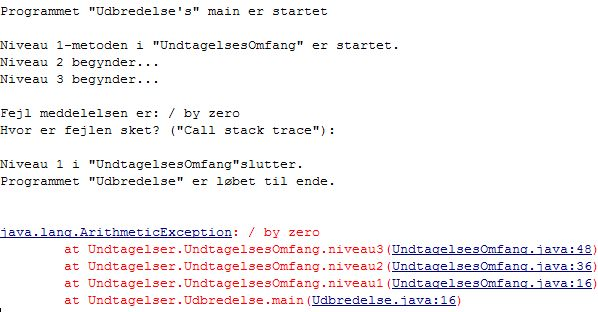 Programmet "Udbredelse's" main er startet
Niveau 1-metoden i "UndtagelsesOmfang" er startet.
Niveau 2 begynder...
Niveau 3 begynder...
Fejl meddelelsen er: / by zero
Hvor er fejlen sket? ("Call stack trace"):
Niveau 1 i "UndtagelsesOmfang"slutter.
Programmet "Udbredelse" er løbet til ende.
java.lang.ArithmeticException: / by zero
at Undtagelser.UndtagelsesOmfang.niveau3(UndtagelsesOmfang.java:48)
at Undtagelser.UndtagelsesOmfang.niveau2(UndtagelsesOmfang.java:36)
at Undtagelser.UndtagelsesOmfang.niveau1(UndtagelsesOmfang.java:16)
at Undtagelser.Udbredelse.main(Udbredelse.java:16)